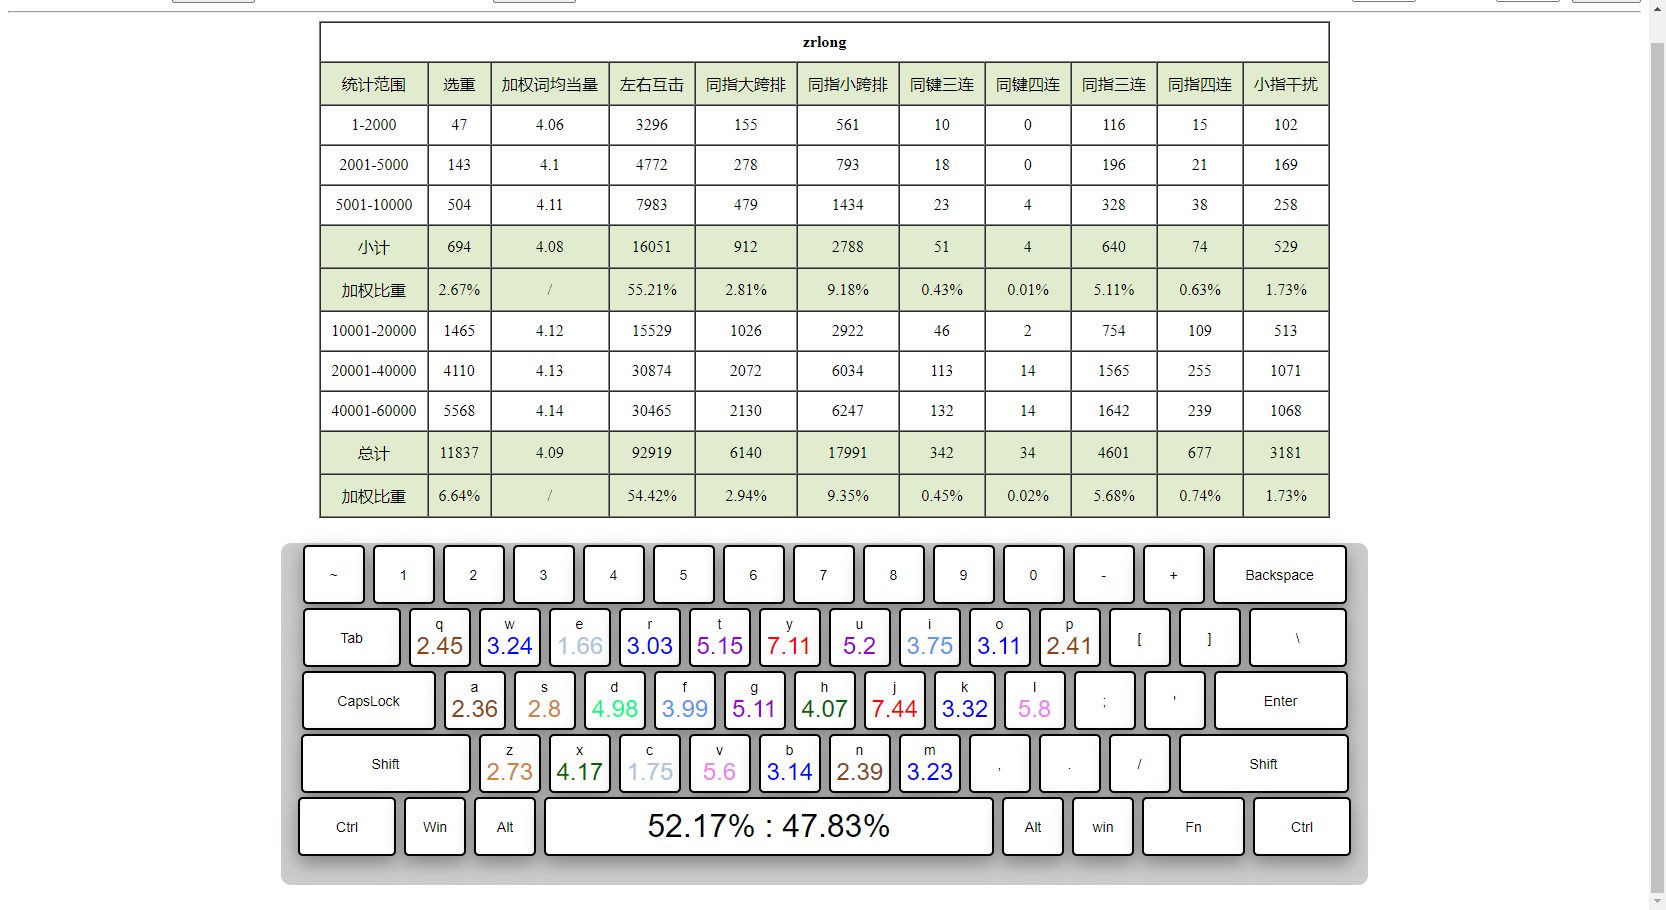 zrlong
统计范围 选重 加权词均当量 左右互击 同指大跨排 同指小跨排 同键三连 同键四连 同指三连 同指四连 小指干扰
1-2000 47 4.06 3296 155 561 10 0 116 15 102
2001-5000 143 4.1 4772 278 793 18 0 196 21 169
5001-10000 504 4.11 7983 479 1434 23 4 328 38 258
小计 694 4.08 16051 912 2788 51 4 640 74 529
加权比重 2.67% / 55.21% 2.81% 9.18% 0.43% 0.01% 5.11% 0.63% 1.73%
10001-20000 1465 4.12 15529 1026 2922 46 2 754 109 513
20001-40000 4110 4.13 30874 2072 6034 113 14 1565 255 1071
40001-60000 5568 4.14 30465 2130 6247 132 14 1642 239 1068
总计 11837 4.09 92919 6140 17991 342 34 4601 677 3181
加权比重 6.64% / 54.42% 2.94% 9.35% 0.45% 0.02% 5.68% 0.74% 1.73%
~ 1 2 3 4 5 6 7 8 9 0 - + Backspace
q w e r t y u i o p
Tab 2.45 3.24 1.66 3.03 5.15 7.11 5.2 3.75 3.11 2.41 [ ] \
a s d f g h j k l
CapsLock 2.36 2.8 4.98 3.99 5.11 4.07 7.44 3.32 5.8 ; ' Enter
z x c v b n m
Shift 2.73 4.17 1.75 5.6 3.14 2.39 3.23 , . / Shift
Ctrl Win Alt 52.17% : 47.83% Alt win Fn Ctrl